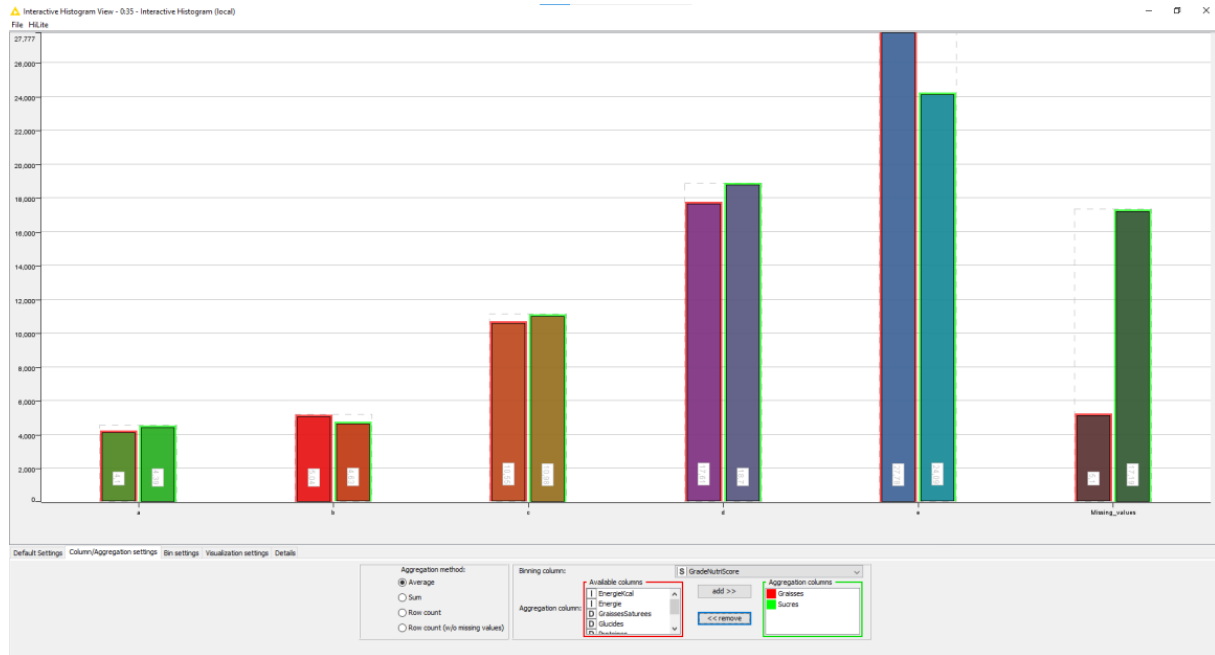 Interactive Histogram View - 0:35 - Interactive Histogram (local)
File HiLite
27,777
26,000
24,000
22,000
20,000
18,000
16,000
14,000
12,000
10,000
8,000
6,000
4,000
2,000
0
a b c d e Missing_values
Default Settings Column/Aggregation settings Bin settings Visualization settings Details
Aggregation method:
Average
Sum
Row count
Row count (w/o missing values)
Binning column:
S GradeNutriScore
Aggregation column:
Available columns
I EnergieKcal
I Energie
D GraissesSaturees
D Glucides
add >>
<< remove
Aggregation columns
Graisses
Sucres